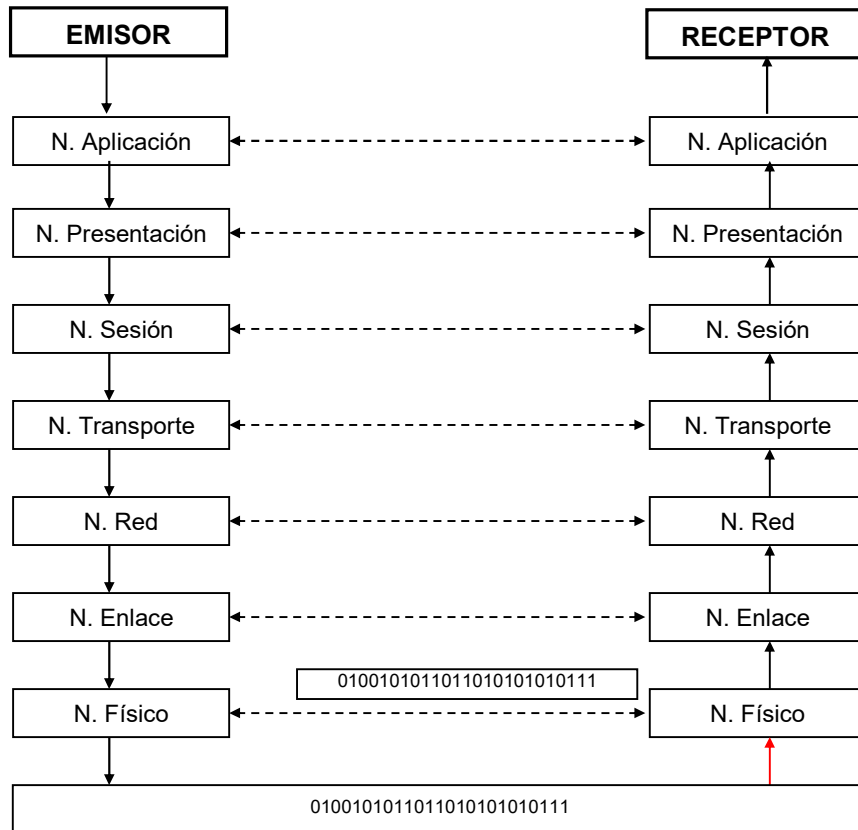 EMISOR
RECEPTOR
N. Aplicación
N. Aplicación
N. Presentación
N. Presentación
N. Sesión
N. Sesión
N. Transporte
N. Transporte
N. Red
N. Red
N. Enlace
N. Enlace
0100101011011010101010111
N. Físico
N. Físico
0100101011011010101010111